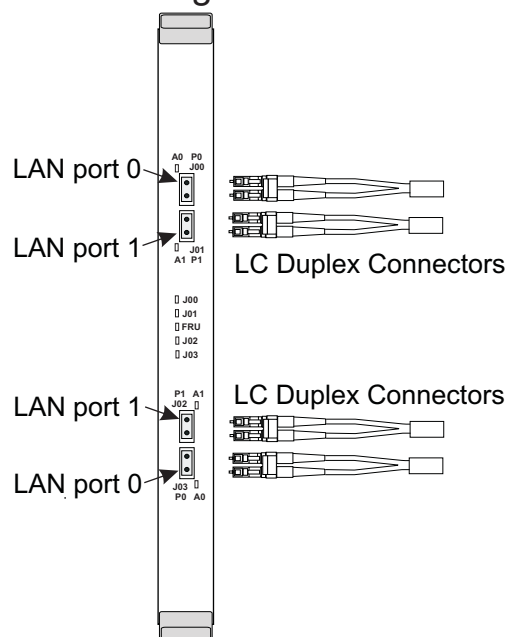 A0 P0
J00
LAN port 0
LAN port 1
J01
A1 P1
LC Duplex Connectors
J00
J01
FRU
J02
J03
P1 A1
J02
LC Duplex Connectors
LAN port 1
LAN port 0
J03
P0 A0